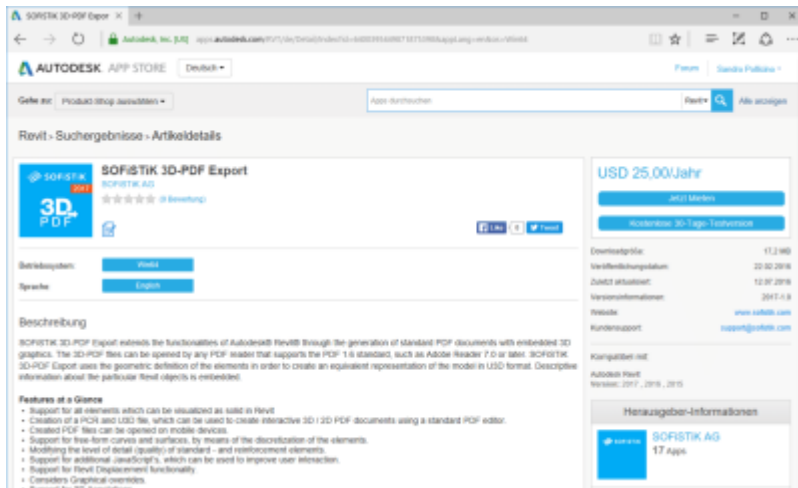 SOFiSTiK 3D-PDF Expor
Autodesk, Inc. [US]
AUTODESK APP STORE
Deutsch
Forum
Gehe zu: Produkt-Shop auswählen
Apps durchsuchen
Revit
Alle anzeigen
Revit > Suchergebnisse > Artikeldetails
SOFiSTiK
2017
3D
PDF
SOFiSTiK 3D-PDF Export
SOFiSTiK AG
(0 Bewertung)
Like 0 Tweet
Betriebssystem: Win64
Sprache: English
USD 25,00/Jahr
Jetzt Mieten
Kostenlose 30-Tage-Testversion
Downloadgröße: 17,2 MB
Veröffentlichungsdatum: 22.02.2016
Zuletzt aktualisiert: 12.07.2016
Versionsinformationen: 2017-1.0
Website: www.sofistik.com
Kundensupport: support@sofistik.com
Kompatibel mit:
Autodesk Revit
Version: 2017 , 2016 , 2015
Herausgeber-Informationen
SOFiSTiK
SOFiSTiK AG
17 Apps
Beschreibung
SOFiSTiK 3D-PDF Export extends the functionalities of Autodesk® Revit® through the generation of standard PDF documents with embedded 3D
graphics. The 3D-PDF files can be opened by any PDF reader that supports the PDF 1.6 standard, such as Adobe Reader 7.0 or later. SOFiSTiK
3D-PDF Export uses the geometric definition of the elements in order to create an equivalent representation of the model in U3D format. Descriptive
information about the particular Revit objects is embedded.
Features at a Glance
• Support for all elements which can be visualized as solid in Revit
• Creation of a PCR and U3D file, which can be used to create interactive 3D / 2D PDF documents using a standard PDF editor.
• Created PDF files can be opened on mobile devices.
• Support for free-form curves and surfaces, by means of the discretization of the elements.
• Modifying the level of detail (quality) of standard - and reinforcement elements.
• Support for additional JavaScript's, which can be used to improve user interaction.
• Support for Revit Displacement functionality
• Considers Graphical overrides.